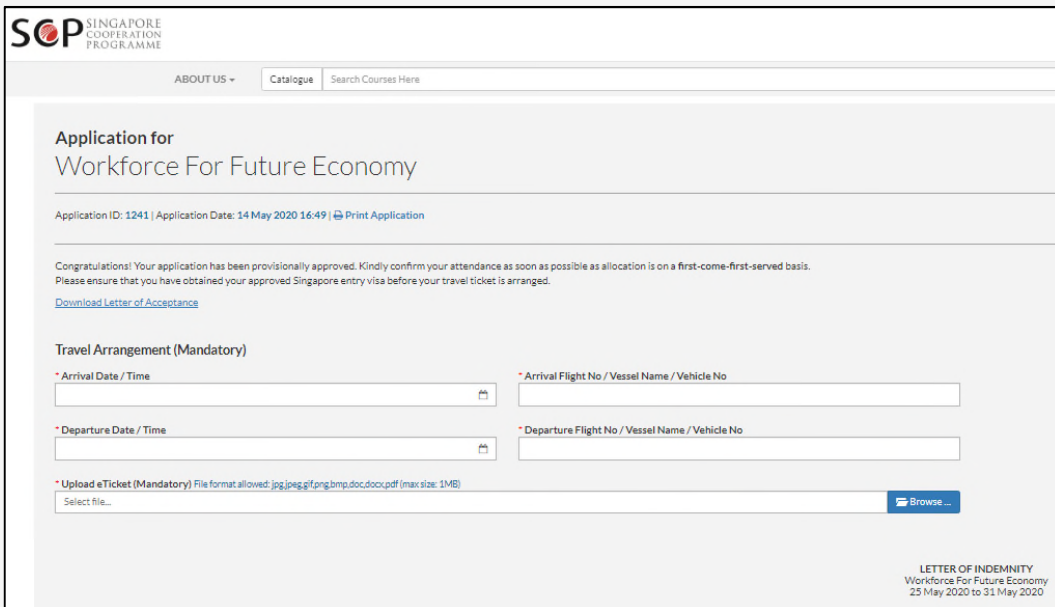 SCP SINGAPORE
COOPERATION
PROGRAMME
ABOUT US
Catalogue
Search Courses Here
Application for
Workforce For Future Economy
Application ID: 1241 | Application Date: 14 May 2020 16:49 | Print Application
Congratulations! Your application has been provisionally approved. Kindly confirm your attendance as soon as possible as allocation is on a first-come-first-served basis.
Please ensure that you have obtained your approved Singapore entry visa before your travel ticket is arranged.
Download Letter of Acceptance
Travel Arrangement (Mandatory)
* Arrival Date / Time
* Arrival Flight No / Vessel Name / Vehicle No
* Departure Date / Time
* Departure Flight No / Vessel Name / Vehicle No
* Upload eTicket (Mandatory) File format allowed: jpg,jpeg,gif,png,bmp,doc,docx,pdf (max size: 1MB)
Select file...
Browse ...
LETTER OF INDEMNITY
Workforce For Future Economy
25 May 2020 to 31 May 2020